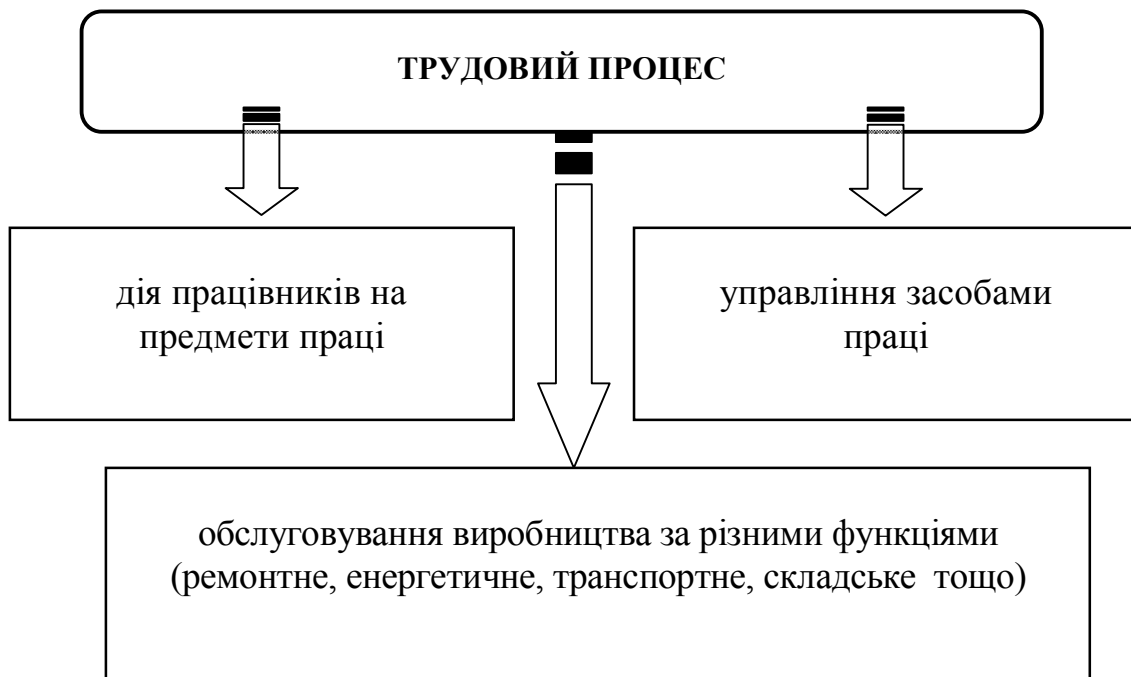 ТРУДОВИЙ ПРОЦЕС
дія працівників на
предмети праці
управління засобами
праці
обслуговування виробництва за різними функціями
(ремонтне, енергетичне, транспортне, складське тощо)